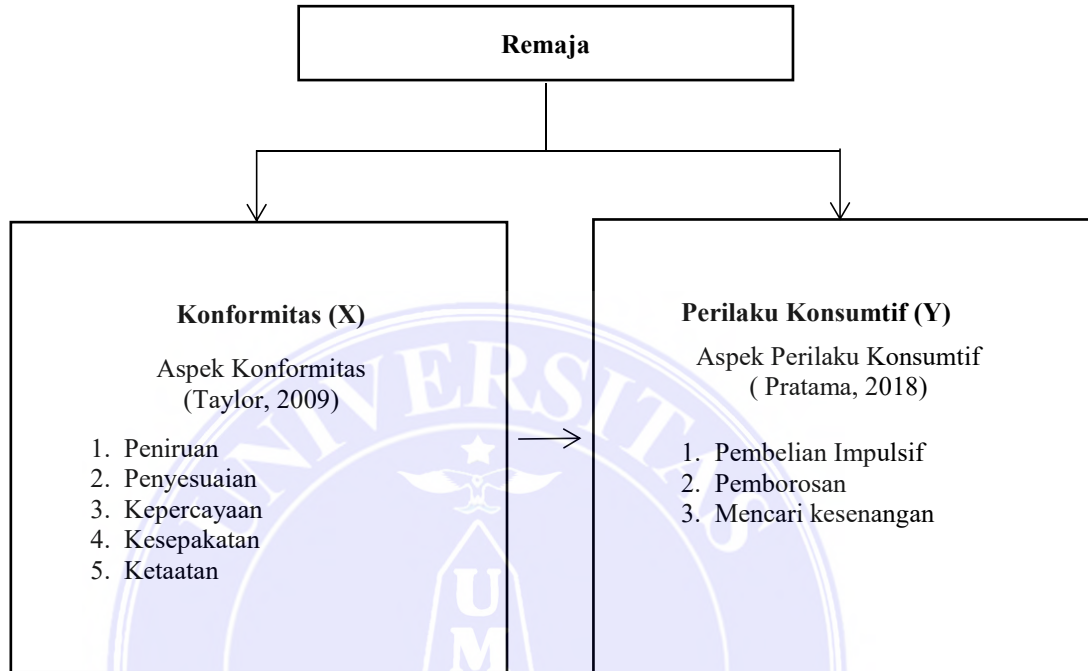 Remaja
Konformitas (X)
Aspek Konformitas
(Taylor, 2009)
1. Peniruan
2. Penyesuaian
3. Kepercayaan
4. Kesepakatan
5. Ketaatan
Perilaku Konsumtif (Y)
Aspek Perilaku Konsumtif
( Pratama, 2018)
1. Pembelian Impulsif
2. Pemborosan
3. Mencari kesenangan
UNIVERSITAS
U
M